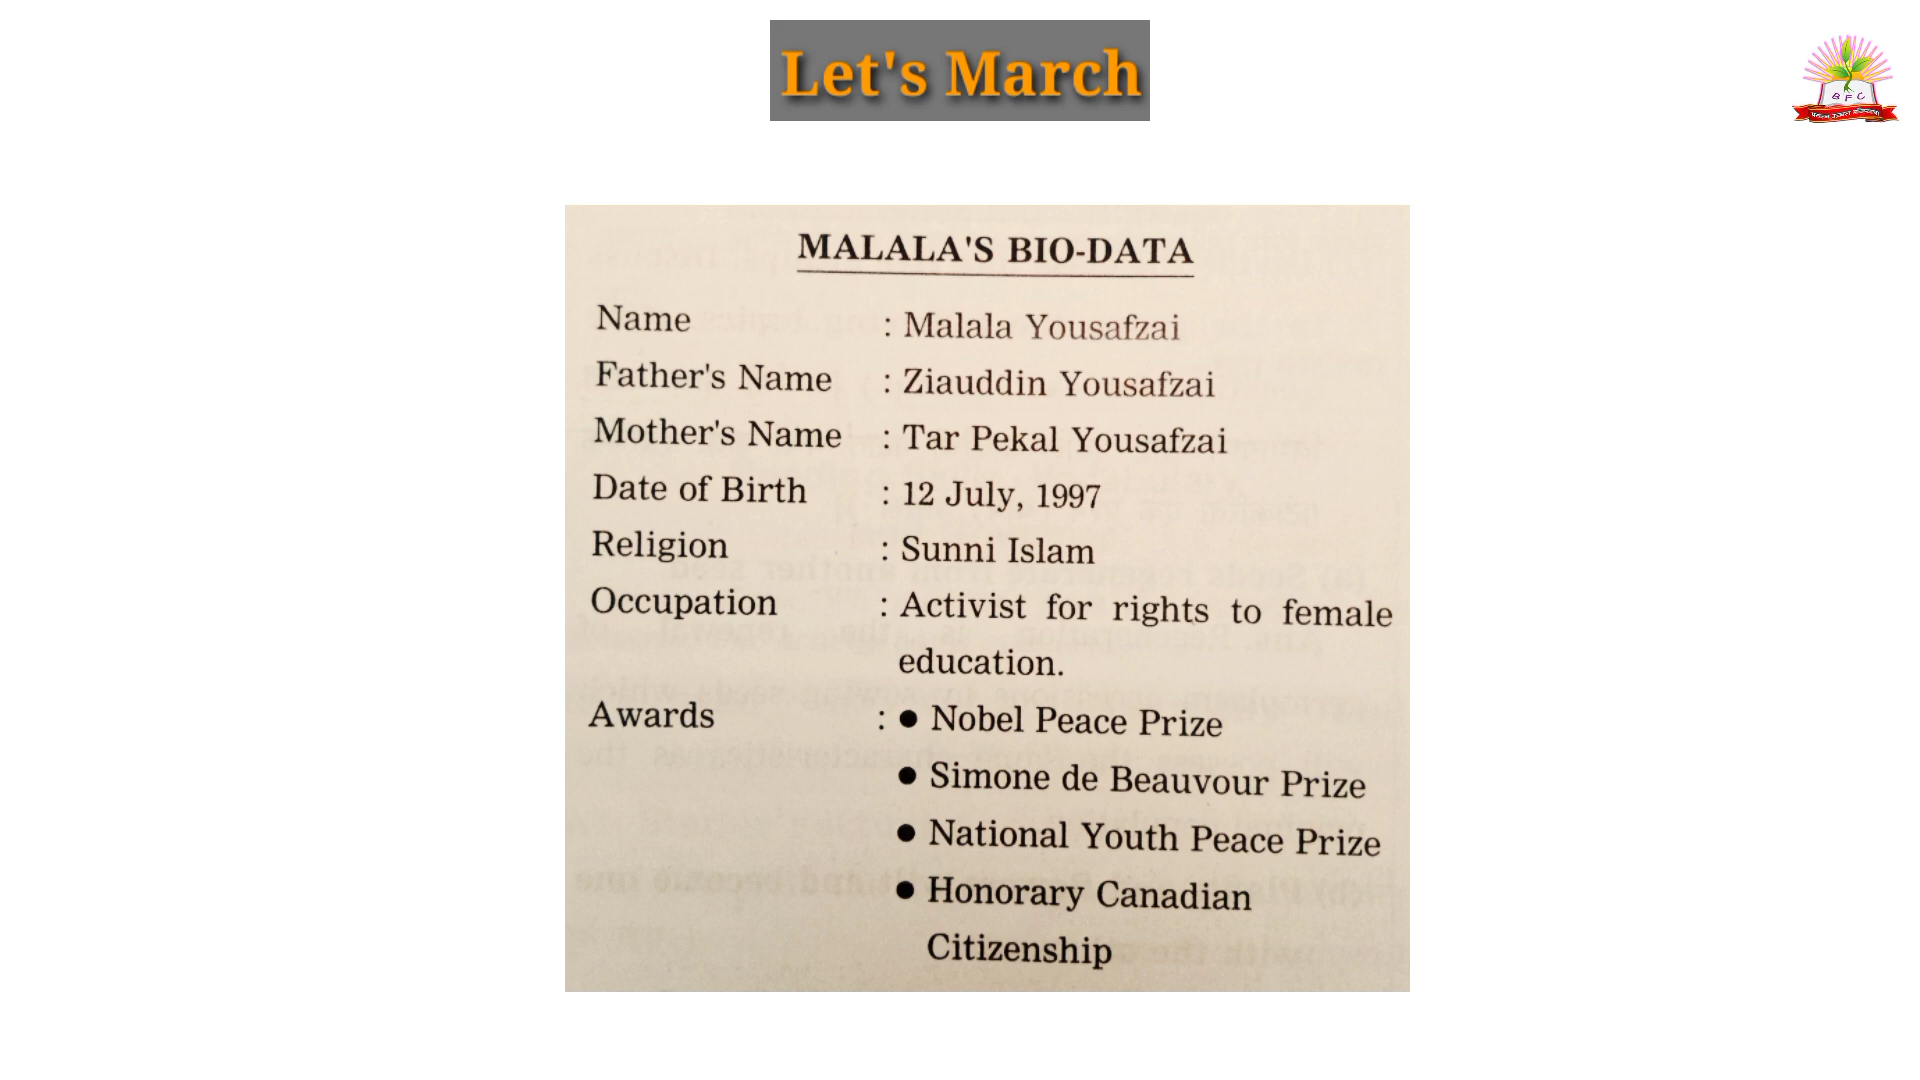 Let's March
B F C
MALALA'S BIO-DATA
Name : Malala Yousafzai
Father's Name : Ziauddin Yousafzai
Mother's Name : Tar Pekal Yousafzai
Date of Birth : 12 July, 1997
Religion : Sunni Islam
Occupation : Activist for rights to female
education.
Awards : ● Nobel Peace Prize
● Simone de Beauvour Prize
● National Youth Peace Prize
● Honorary Canadian
Citizenship